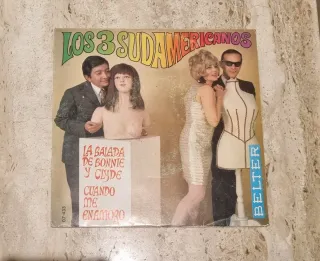 LOS 3 SUDAMERICANOS
LA BALADA
DE BONNIE
Y CLYDE
CUANDO
ME
ENAMORO
BELTER